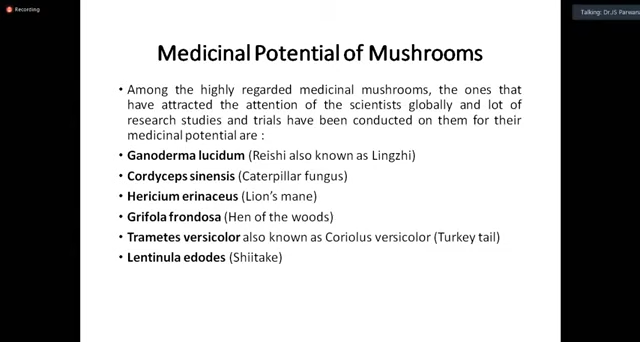 Recording
Talking: Dr.JS
Medicinal Potential of Mushrooms
• Among the highly regarded medicinal mushrooms, the ones that
have attracted the attention of the scientists globally and lot of
research studies and trials have been conducted on them for their
medicinal potential are :
• Ganoderma lucidum (Reishi also known as Lingzhi)
• Cordyceps sinensis (Caterpillar fungus)
• Hericium erinaceus (Lion's mane)
• Grifola frondosa (Hen of the woods)
• Trametes versicolor also known as Coriolus versicolor (Turkey tail)
• Lentinula edodes (Shiitake)